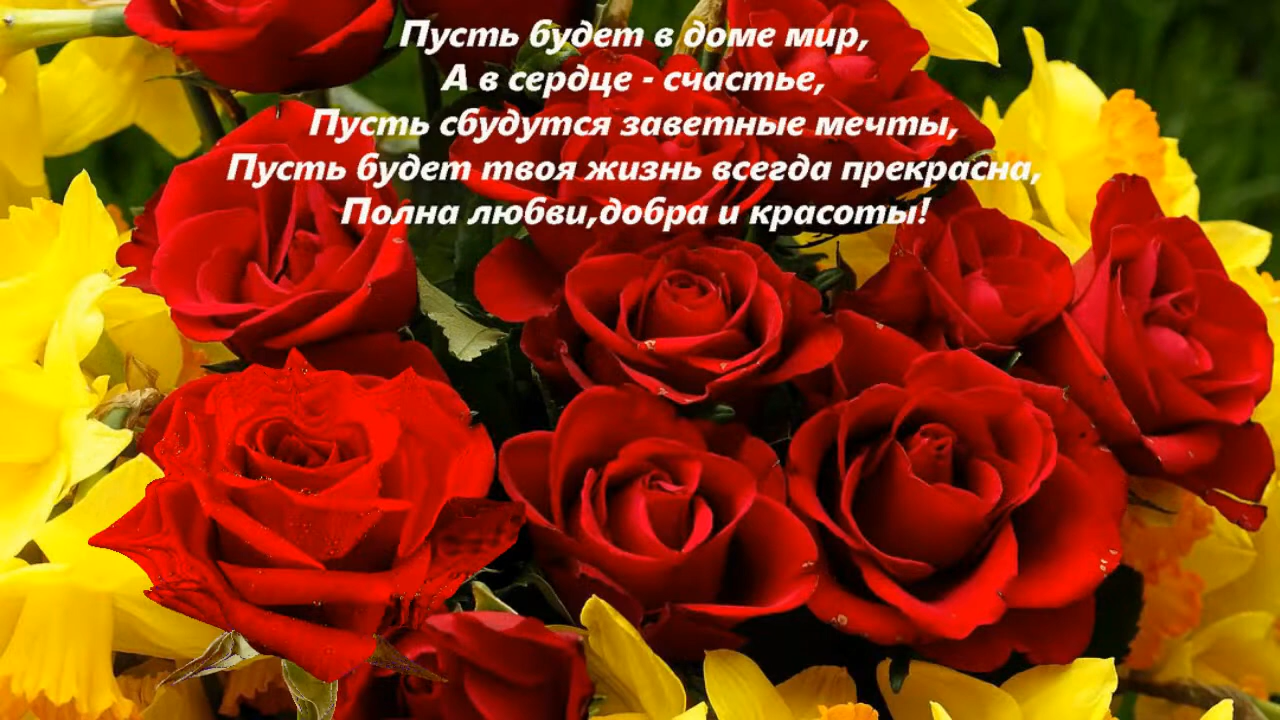 Пусть будет в доме мир,
А в сердце - счастье,
Пусть сбудутся заветные мечты,
Пусть будет твоя жизнь всегда прекрасна,
Полна любви,добра и красоты!